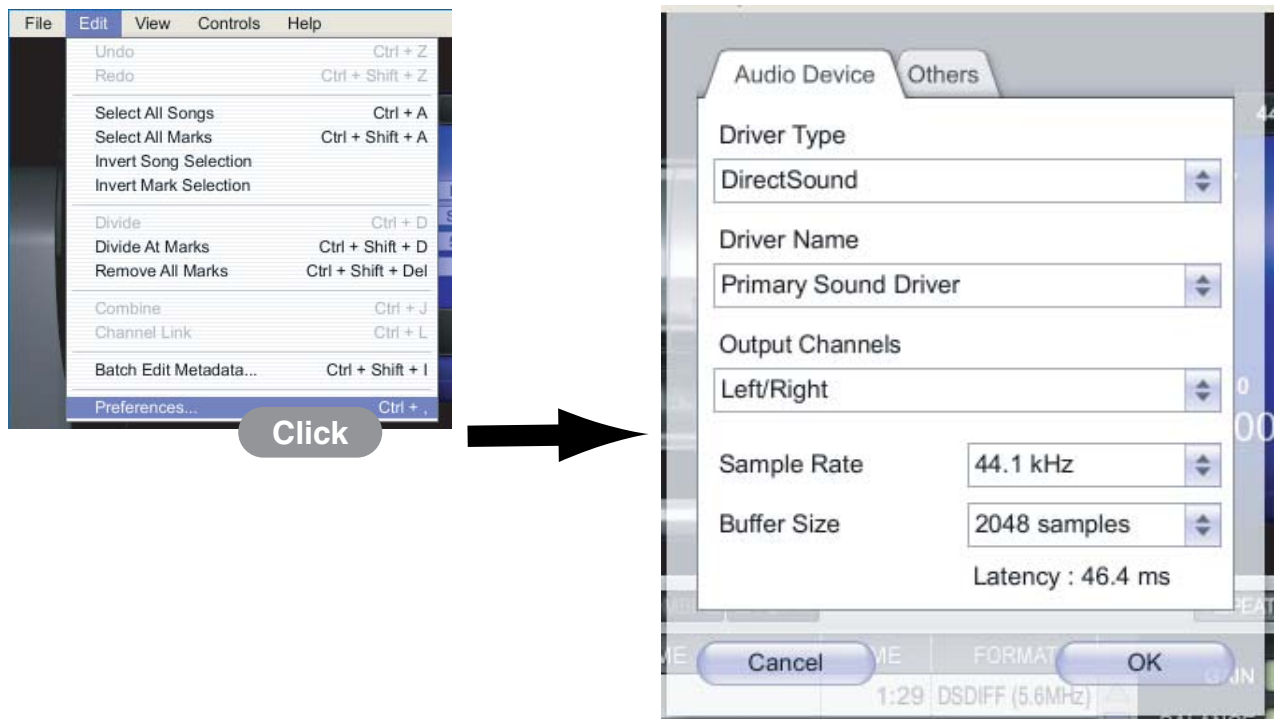 File Edit View Controls Help
Undo Ctrl + Z
Redo Ctrl + Shift + Z
Select All Songs Ctrl + A
Select All Marks Ctrl + Shift + A
Invert Song Selection
Invert Mark Selection
Divide Ctrl + D
Divide At Marks Ctrl + Shift + D
Remove All Marks Ctrl + Shift + Del
Combine Ctrl + J
Channel Link Ctrl + L
Batch Edit Metadata... Ctrl + Shift + I
Preferences... Ctrl + ,
Click
Audio Device Others
Driver Type
DirectSound
Driver Name
Primary Sound Driver
Output Channels
Left/Right
Sample Rate 44.1 kHz
Buffer Size 2048 samples
Latency : 46.4 ms
Cancel FORMAT OK
1:29 DSDIFF (5.6MHz)